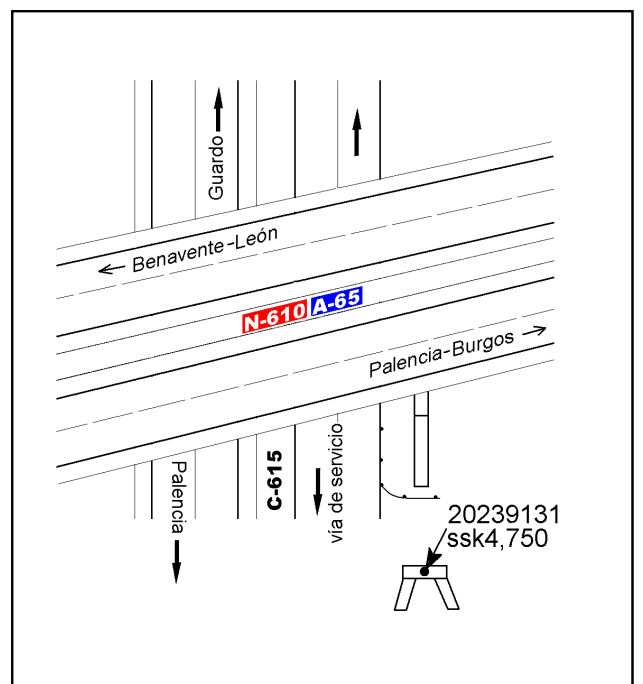 Guardo
Benavente-León
N-610 A-65
Palencia-Burgos
Palencia
C-615
vía de servicio
20239131
ssk4,750